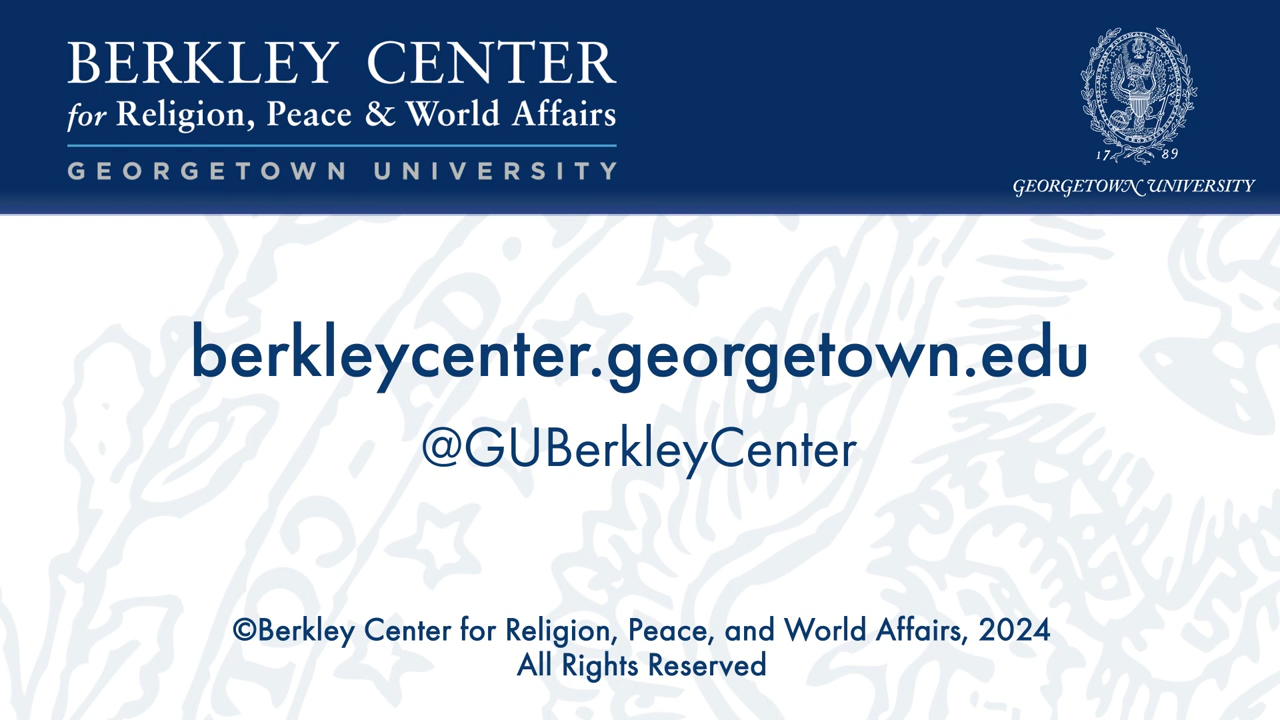 BERKLEY CENTER
for Religion, Peace & World Affairs
GEORGETOWN UNIVERSITY
17 89
GEORGETOWN UNIVERSITY
berkleycenter.georgetown.edu
@GUBerkleyCenter
©Berkley Center for Religion, Peace, and World Affairs, 2024
All Rights Reserved